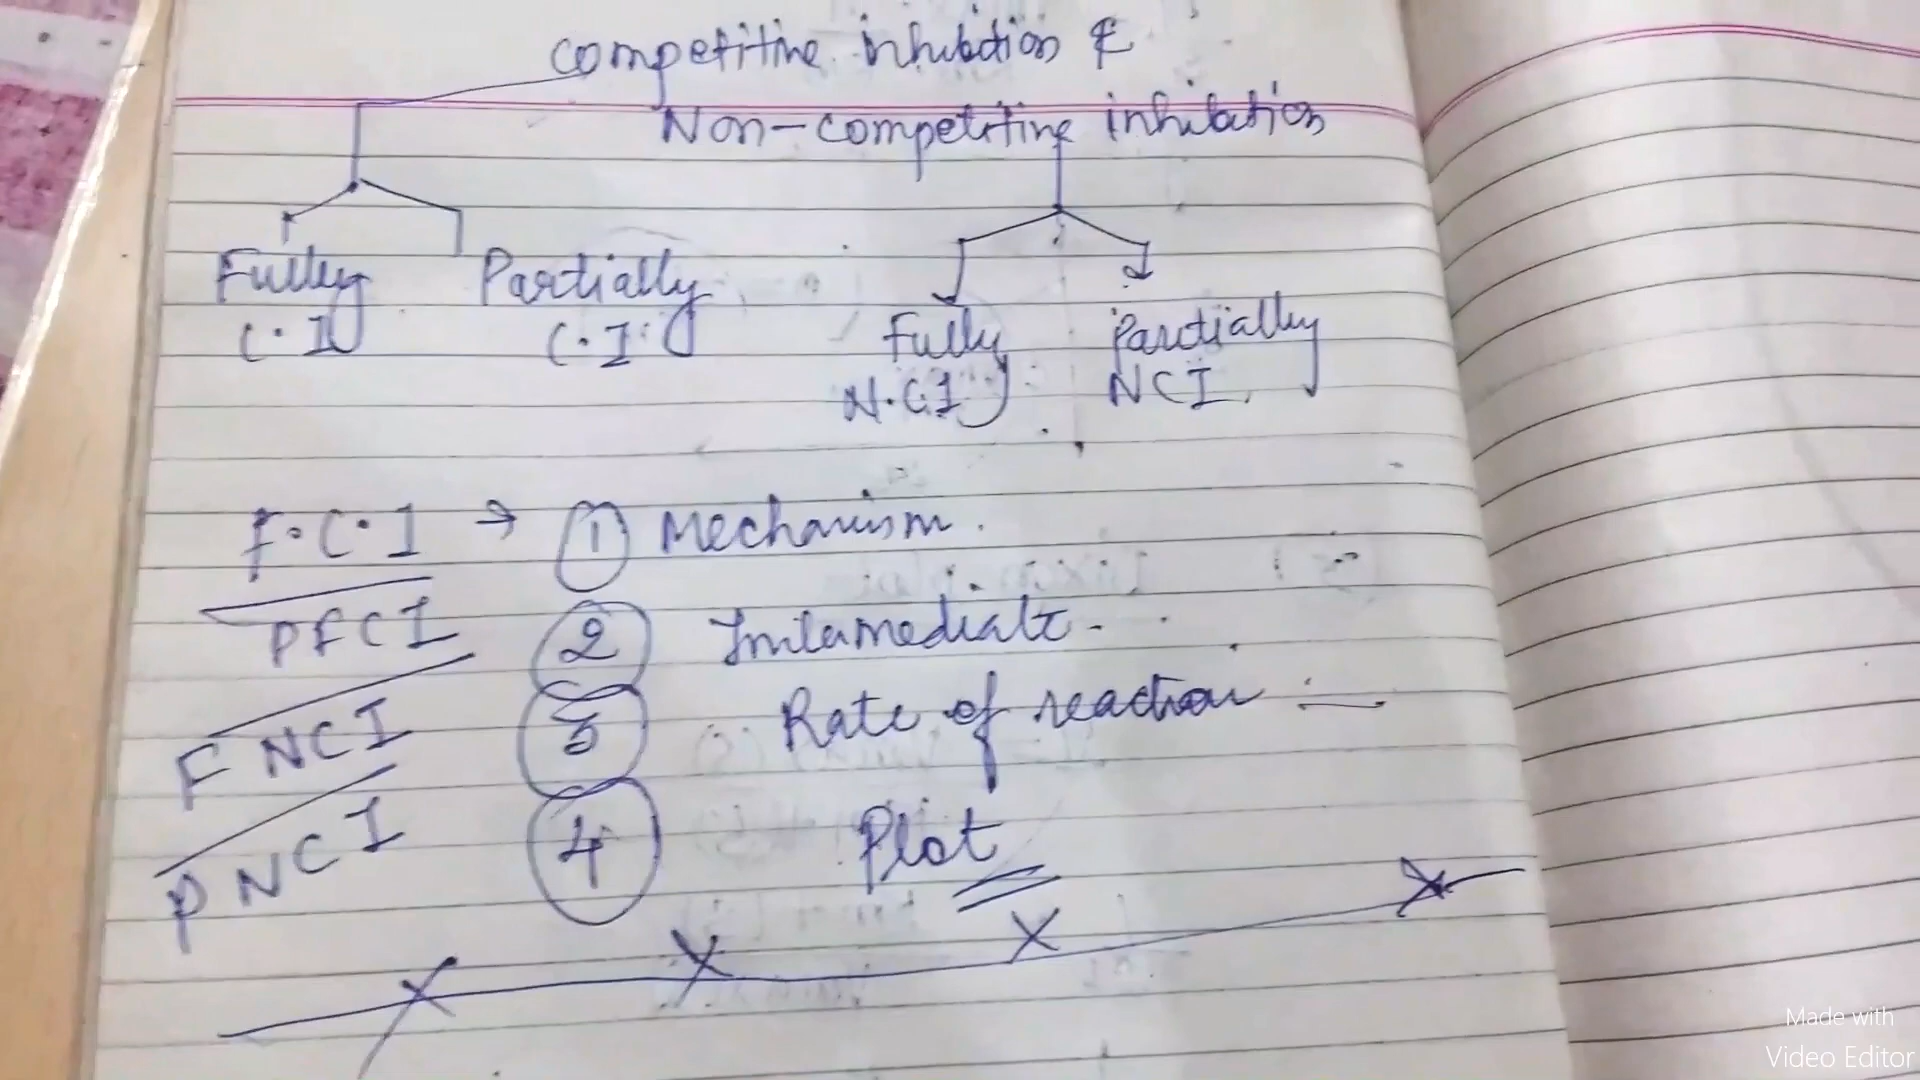 Competitive inhibition &
Non-competitive inhibition
Fully Partially
C.I C.I
Fully Partially
N.C.I NCI
F.C.I → ① Mechanism.
PFCI ② Intermediate
③ Rate of reaction
F NCI
PNCI ④ Plot
Made with
Video Editor